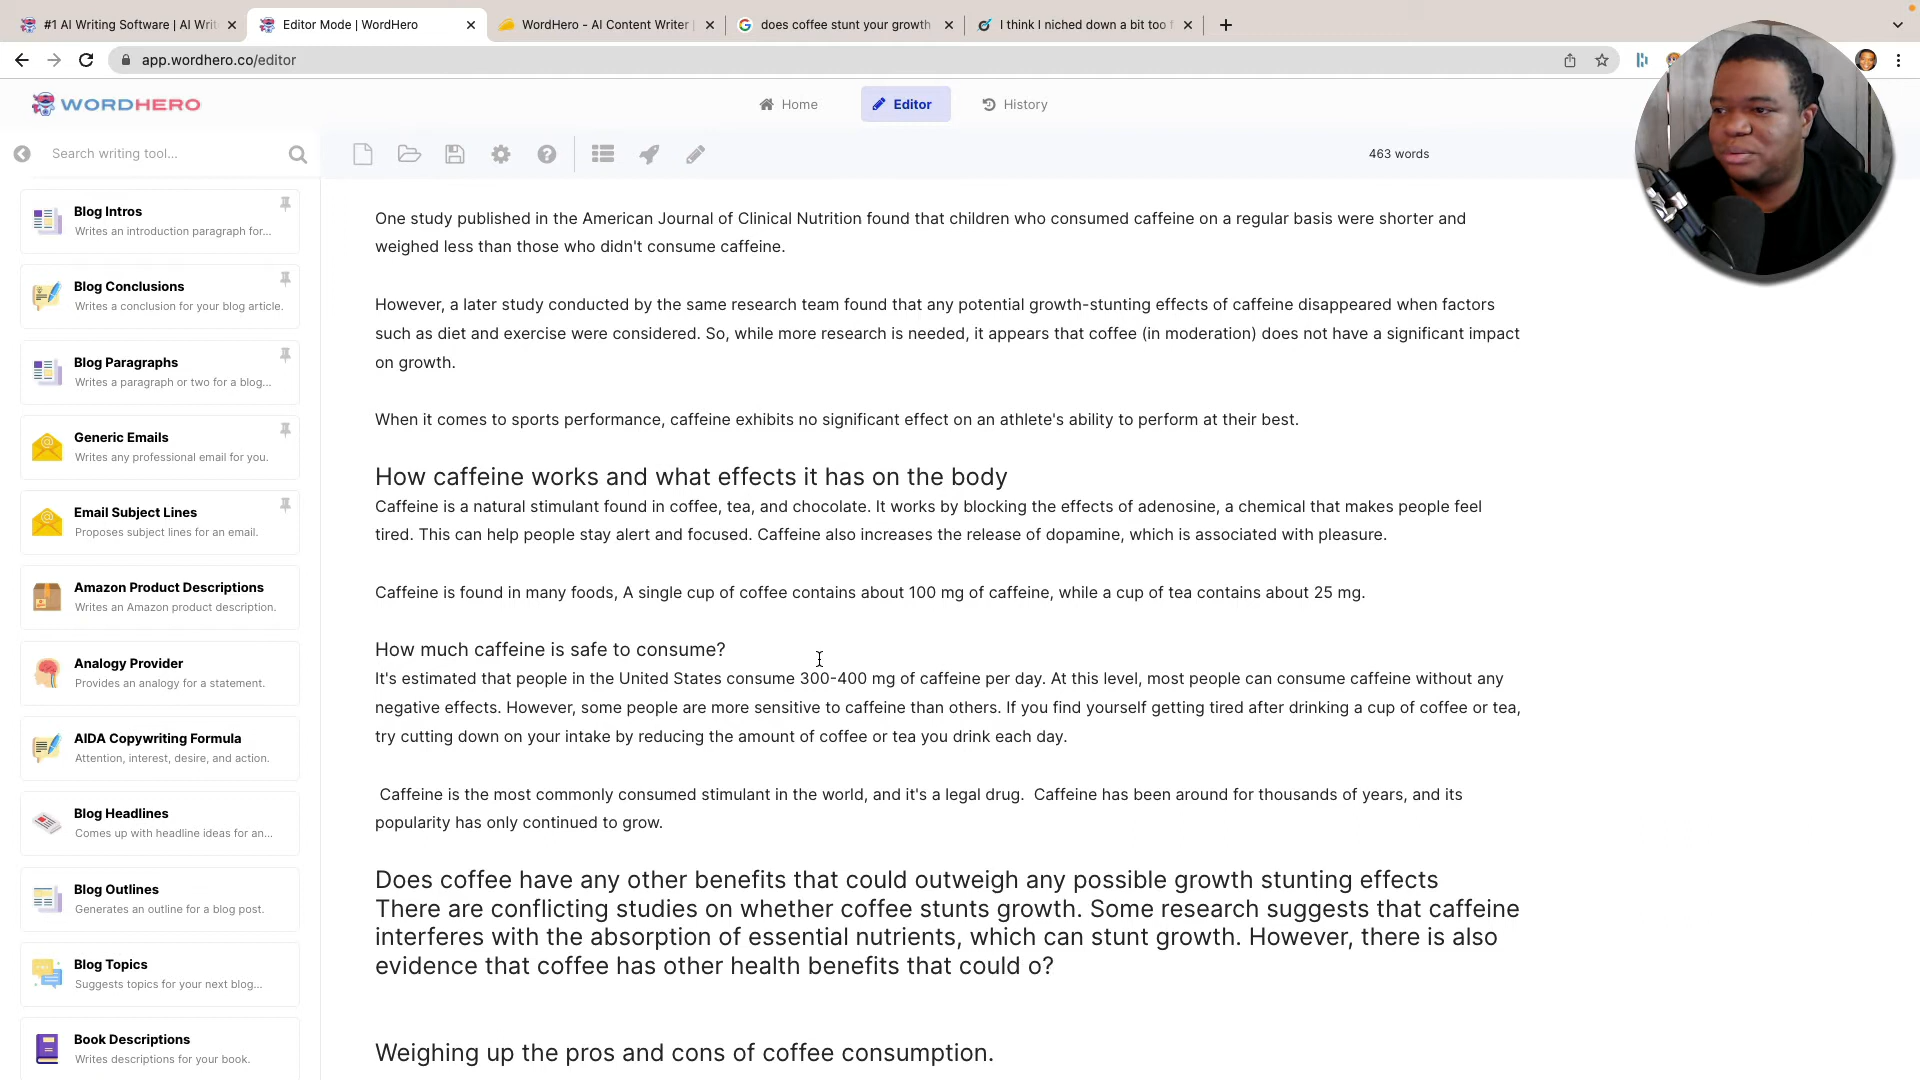 #1 AI Writing Software | AI Writ
Editor Mode | WordHero
WordHero - AI Content Writer |
does coffee stunt your growth
I think I niched down a bit too f
app.wordhero.co/editor
WORDHERO
Home
Editor
History
Search writing tool...
463 words
Blog Intros
Writes an introduction paragraph for...
Blog Conclusions
Writes a conclusion for your blog article.
Blog Paragraphs
Writes a paragraph or two for a blog...
Generic Emails
Writes any professional email for you.
Email Subject Lines
Proposes subject lines for an email.
Amazon Product Descriptions
Writes an Amazon product description.
Analogy Provider
Provides an analogy for a statement.
AIDA Copywriting Formula
Attention, interest, desire, and action.
Blog Headlines
Comes up with headline ideas for an...
Blog Outlines
Generates an outline for a blog post.
Blog Topics
Suggests topics for your next blog...
Book Descriptions
Writes descriptions for your book.
One study published in the American Journal of Clinical Nutrition found that children who consumed caffeine on a regular basis were shorter and
weighed less than those who didn't consume caffeine.
However, a later study conducted by the same research team found that any potential growth-stunting effects of caffeine disappeared when factors
such as diet and exercise were considered. So, while more research is needed, it appears that coffee (in moderation) does not have a significant impact
on growth.
When it comes to sports performance, caffeine exhibits no significant effect on an athlete's ability to perform at their best.
How caffeine works and what effects it has on the body
Caffeine is a natural stimulant found in coffee, tea, and chocolate. It works by blocking the effects of adenosine, a chemical that makes people feel
tired. This can help people stay alert and focused. Caffeine also increases the release of dopamine, which is associated with pleasure.
Caffeine is found in many foods, A single cup of coffee contains about 100 mg of caffeine, while a cup of tea contains about 25 mg.
How much caffeine is safe to consume?
It's estimated that people in the United States consume 300-400 mg of caffeine per day. At this level, most people can consume caffeine without any
negative effects. However, some people are more sensitive to caffeine than others. If you find yourself getting tired after drinking a cup of coffee or tea,
try cutting down on your intake by reducing the amount of coffee or tea you drink each day.
Caffeine is the most commonly consumed stimulant in the world, and it's a legal drug.  Caffeine has been around for thousands of years, and its
popularity has only continued to grow.
Does coffee have any other benefits that could outweigh any possible growth stunting effects
There are conflicting studies on whether coffee stunts growth. Some research suggests that caffeine
interferes with the absorption of essential nutrients, which can stunt growth. However, there is also
evidence that coffee has other health benefits that could o?
Weighing up the pros and cons of coffee consumption.